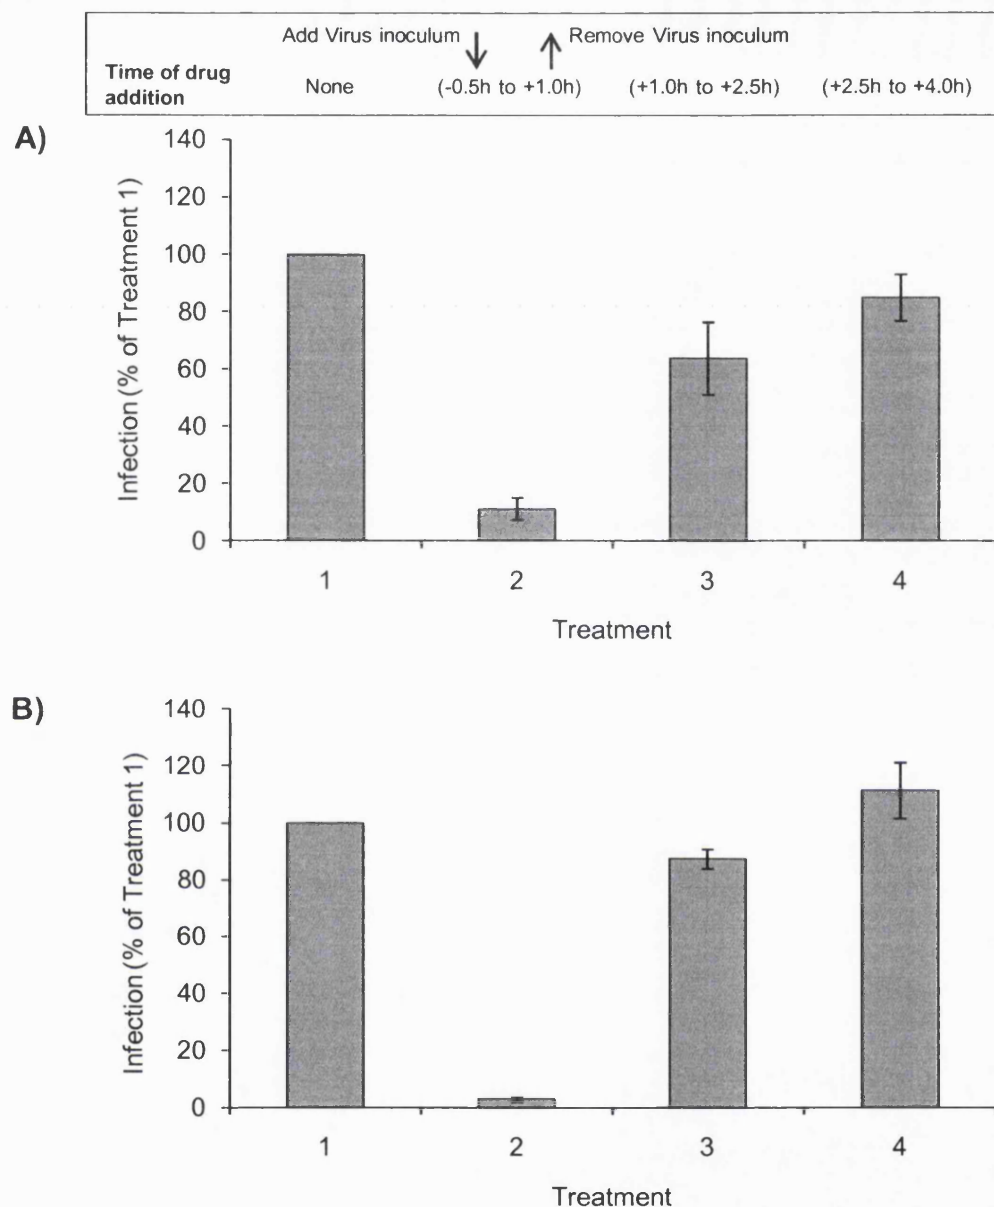 Add Virus inoculum Remove Virus inoculum
Time of drug addition None (-0.5h to +1.0h) (+1.0h to +2.5h) (+2.5h to +4.0h)
A)
Infection (% of Treatment 1)
140
120
100
80
60
40
20
0
1 2 3 4
Treatment
B)
Infection (% of Treatment 1)
140
120
100
80
60
40
20
0
1 2 3 4
Treatment